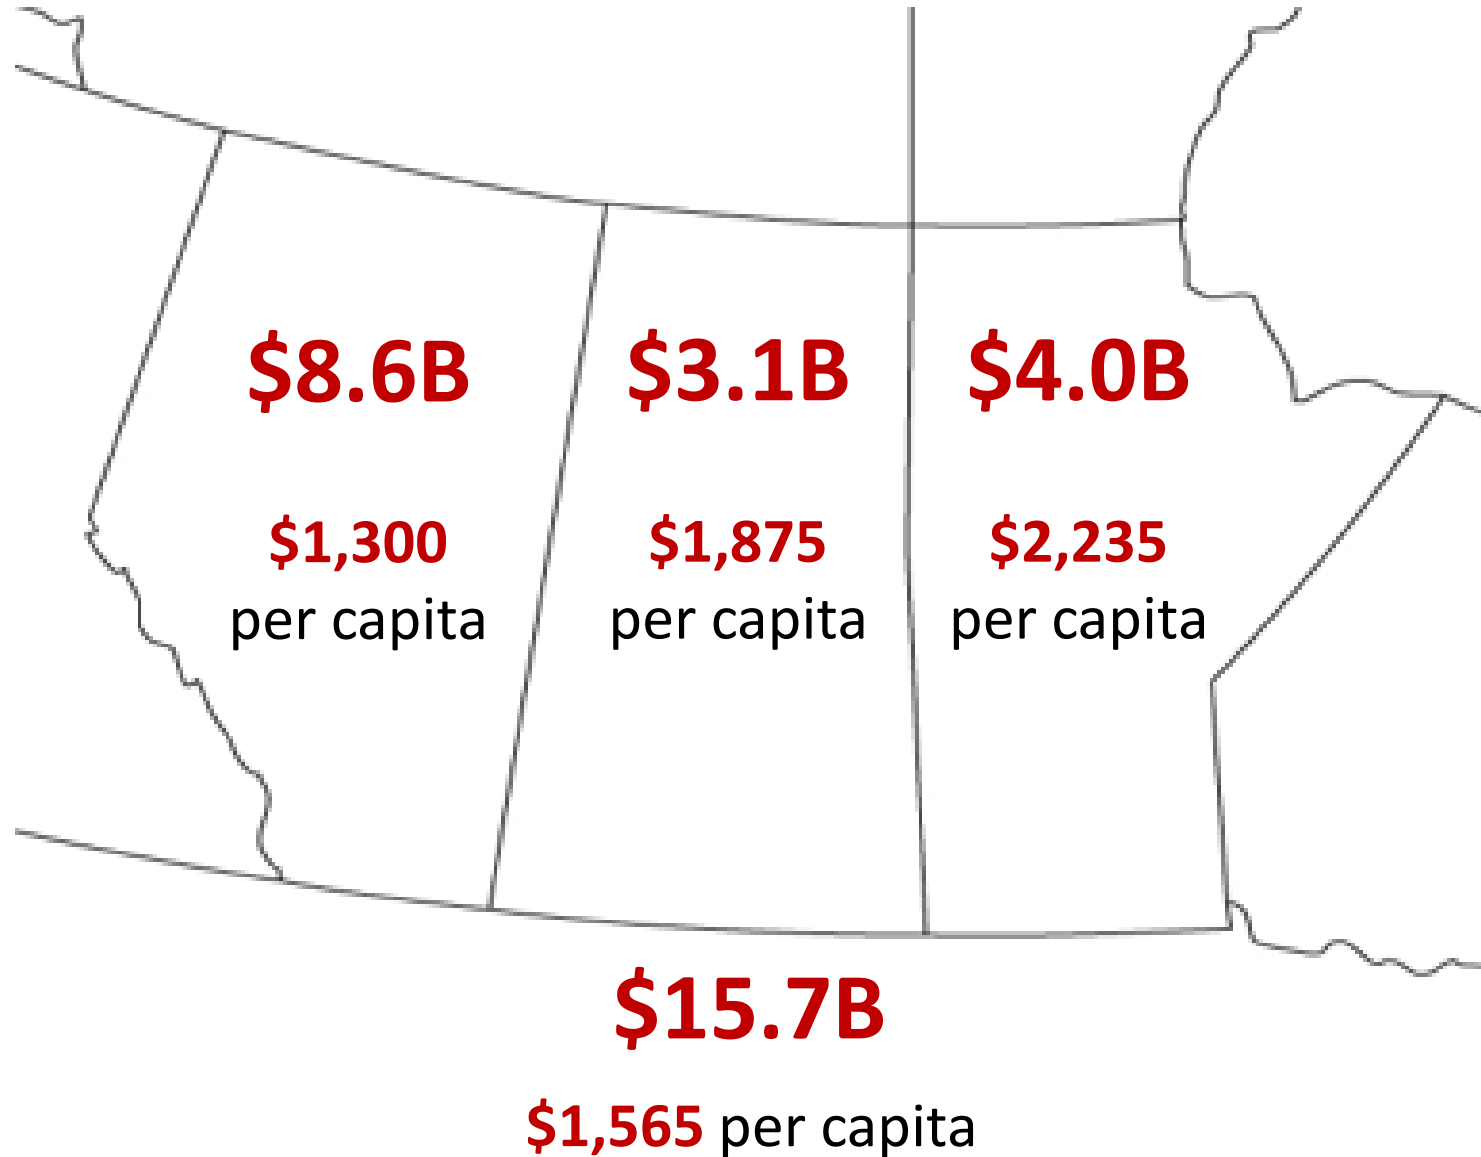 $8.6B
$3.1B
$4.0B
$1,300
per capita
$1,875
per capita
$2,235
per capita
$15.7B
$1,565 per capita